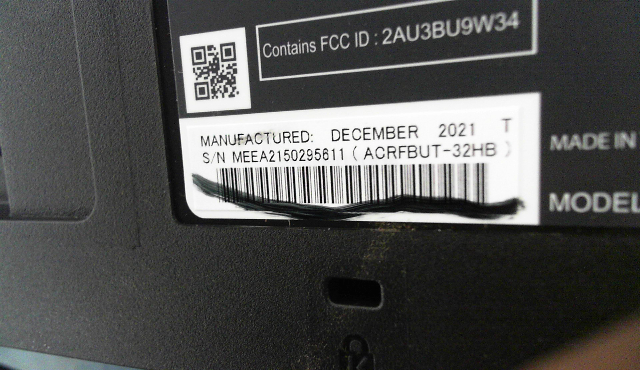 Contains FCC ID : 2AU3BU9W34
MANUFACTURED: DECEMBER 2021 T
S/N MEEA2150295611 ( ACRFBUT-32HB )
MADE IN
MODEL